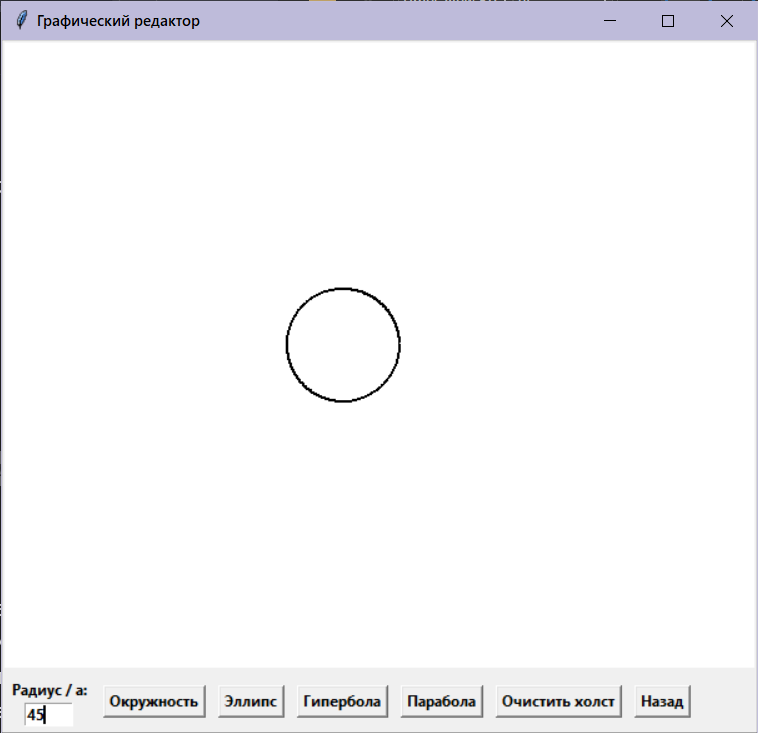 Графический редактор
Радиус / a:
45
Окружность
Эллипс
Гипербола
Парабола
Очистить холст
Назад